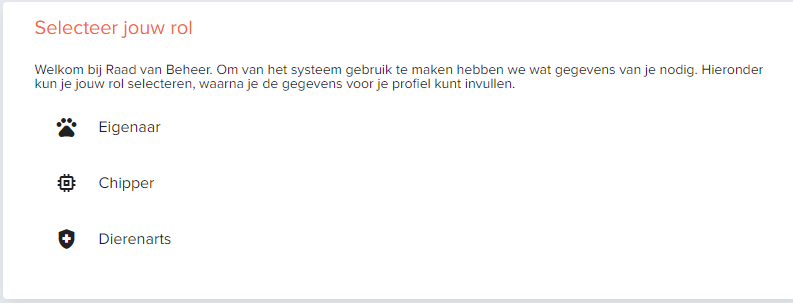 Selecteer jouw rol
Welkom bij Raad van Beheer. Om van het systeem gebruik te maken hebben we wat gegevens van je nodig. Hieronder
kun je jouw rol selecteren, waarna je de gegevens voor je profiel kunt invullen.
Eigenaar
Chipper
Dierenarts